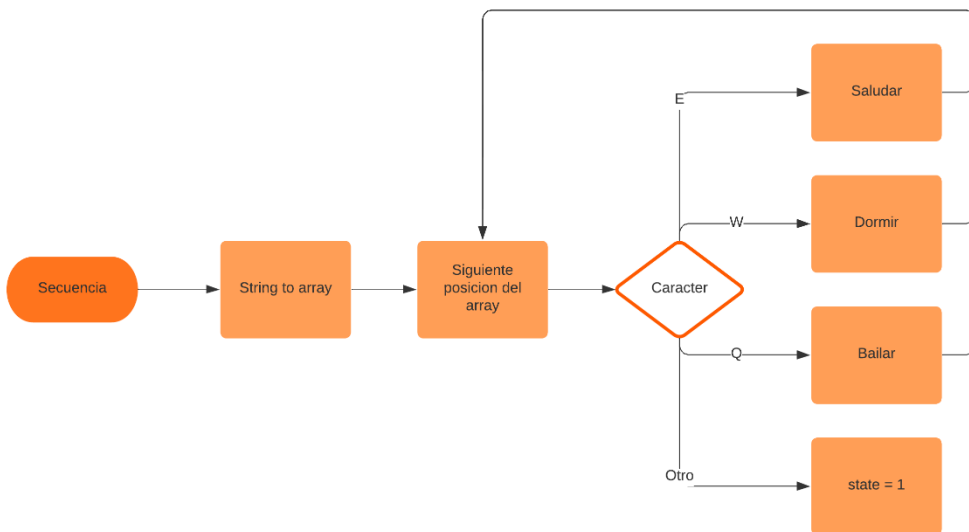 Secuencia
String to array
Siguiente
posicion del
array
Caracter
E
Saludar
W
Dormir
Q
Bailar
Otro
state = 1